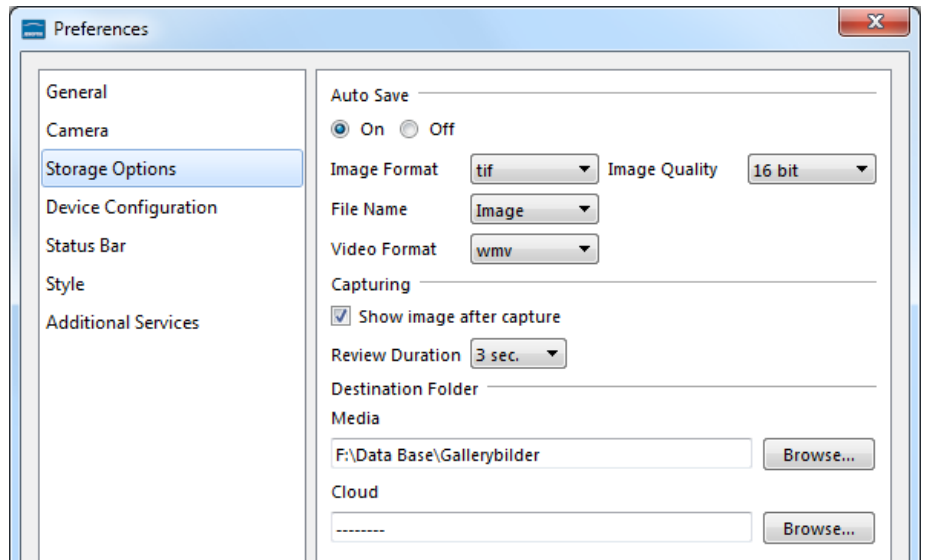 Preferences
General
Camera
Storage Options
Device Configuration
Status Bar
Style
Additional Services
Auto Save
On Off
Image Format tif Image Quality 16 bit
File Name Image
Video Format wmv
Capturing
Show image after capture
Review Duration 3 sec.
Destination Folder
Media
F:\Data Base\Gallerybilder Browse...
Cloud
-------- Browse...